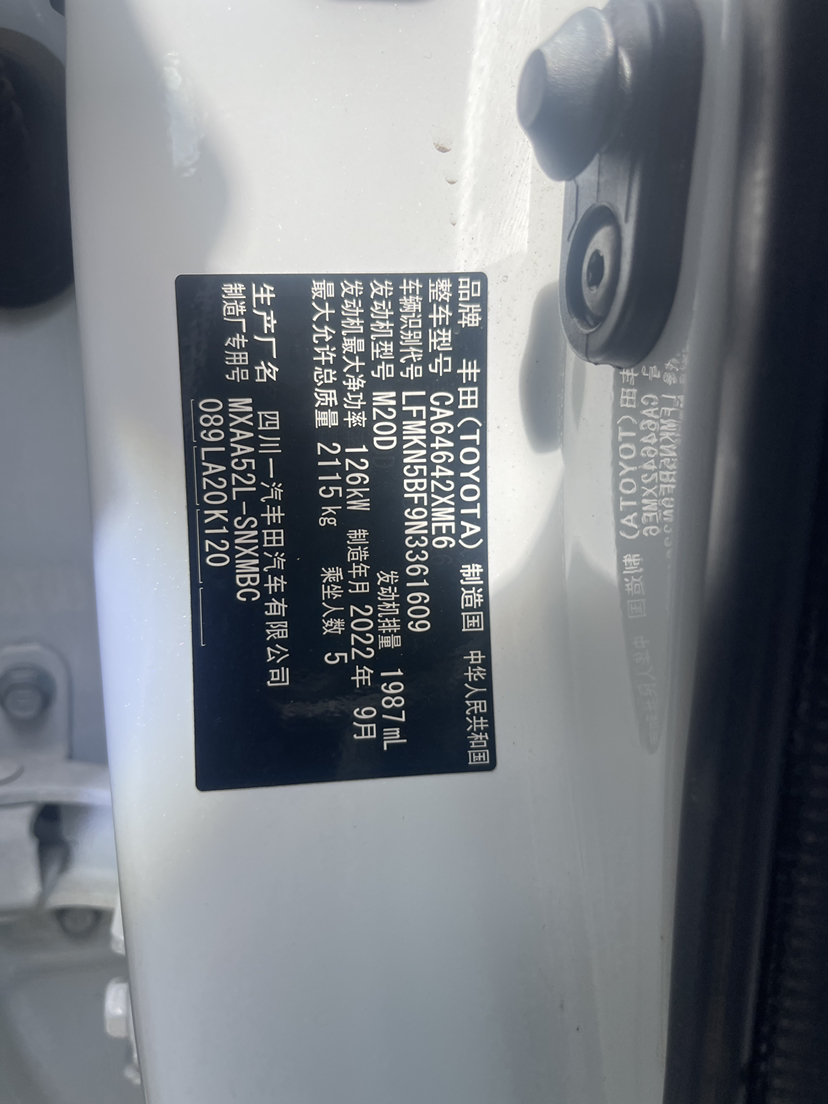 品牌 丰田(TOYOTA) 制造国 中华人民共和国
整车型号 CA64642XME6
车辆识别代号 LFMKN5BF9N3361609
发动机型号 M20D 发动机排量 1987mL
发动机最大净功率 126kW 制造年月 2022年 9月
最大允许总质量 2115kg 乘坐人数 5
生产厂名 四川一汽丰田汽车有限公司
制造厂专用号 MXAA52L-SNXMBC
089LA20K120